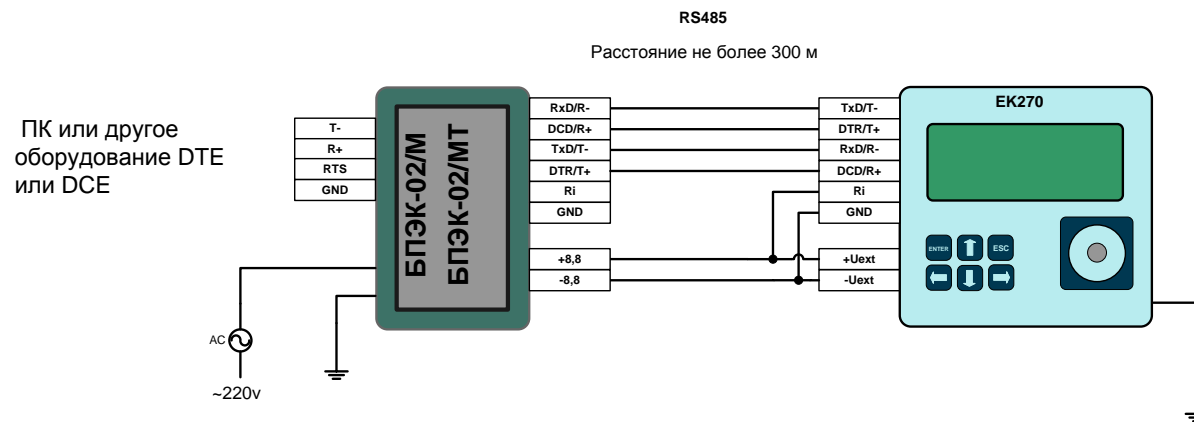 RS485
Расстояние не более 300 м
ПК или другое
оборудование DTE
или DCE
T-
R+
RTS
GND
БПЭК-02/М
БПЭК-02/МТ
RxD/R-
DCD/R+
TxD/T-
DTR/T+
Ri
GND
+8,8
-8,8
TxD/T-
DTR/T+
RxD/R-
DCD/R+
Ri
GND
+Uext
-Uext
EK270
ENTER
ESC
AC
~220v